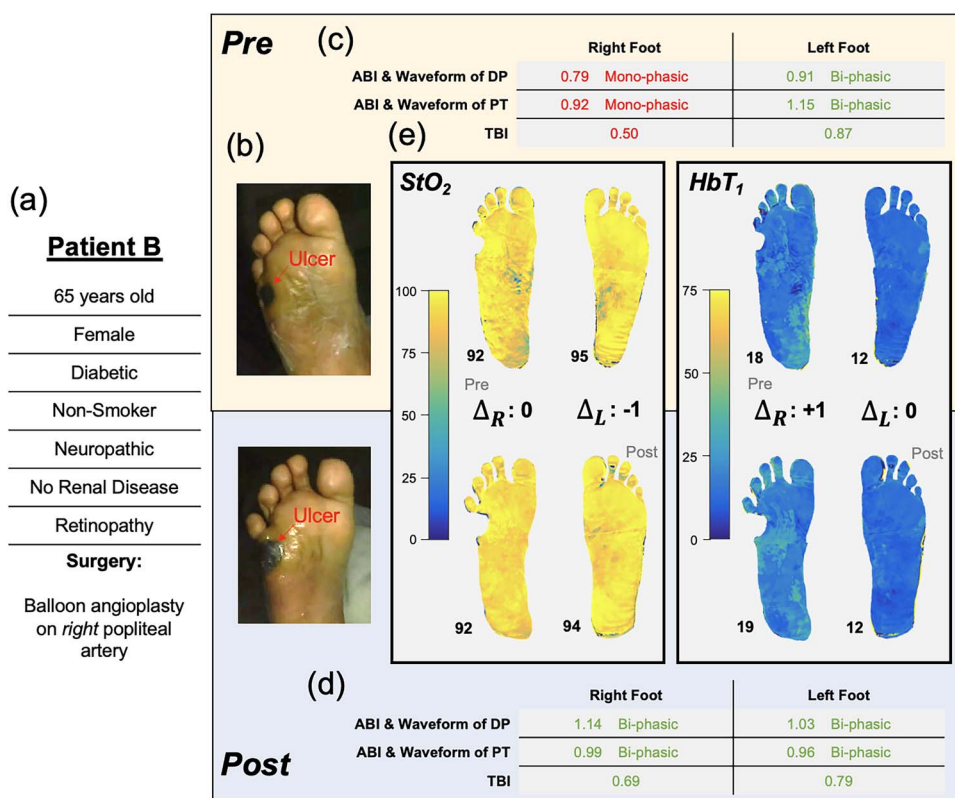 Pre
(c)
Right Foot Left Foot
ABI & Waveform of DP 0.79 Mono-phasic 0.91 Bi-phasic
ABI & Waveform of PT 0.92 Mono-phasic 1.15 Bi-phasic
TBI 0.50 0.87
(a)
Patient B
65 years old
Female
Diabetic
Non-Smoker
Neuropathic
No Renal Disease
Retinopathy
Surgery:
Balloon angioplasty
on right popliteal
artery
(b)
Ulcer
Ulcer
(e)
StO₂
100
75
50
25
0
92 95
Pre
Δ_R: 0 Δ_L: -1
Post
92 94
HbT₁
75
50
25
0
18 12
Pre
Δ_R: +1 Δ_L: 0
Post
19 12
(d)
Right Foot Left Foot
ABI & Waveform of DP 1.14 Bi-phasic 1.03 Bi-phasic
ABI & Waveform of PT 0.99 Bi-phasic 0.96 Bi-phasic
TBI 0.69 0.79
Post